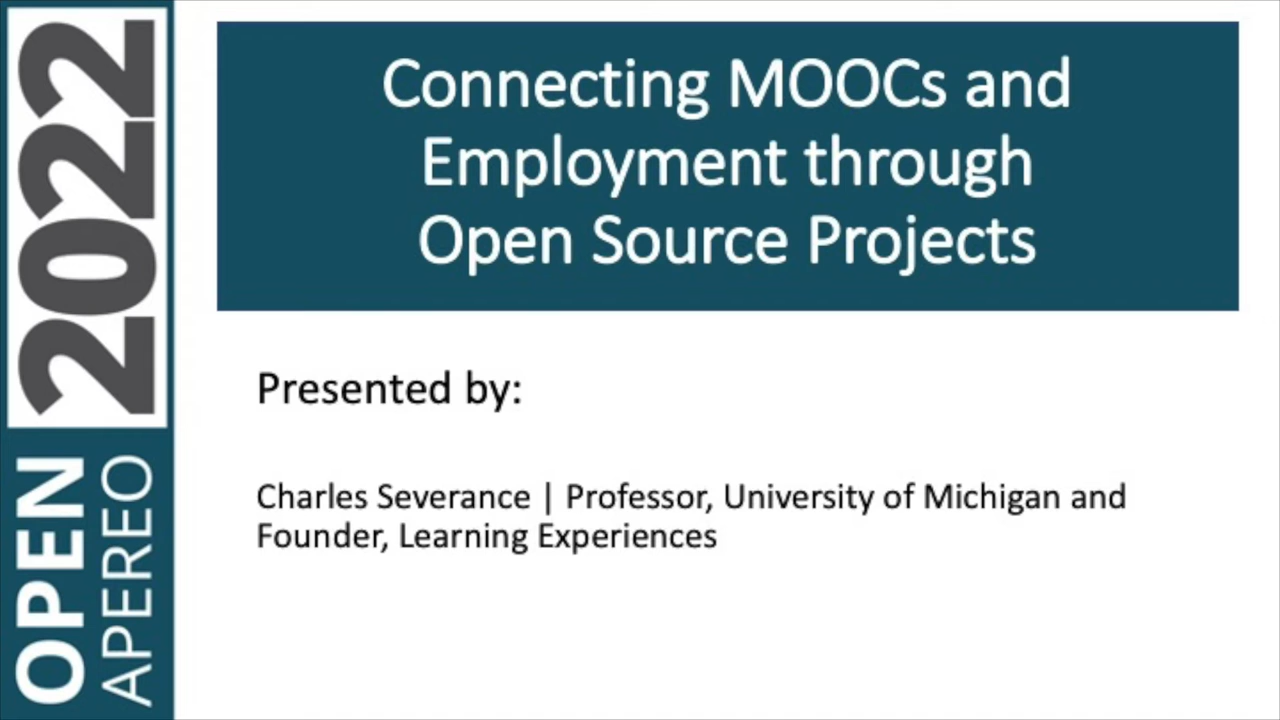 Connecting MOOCs and
Employment through
Open Source Projects
Presented by:
Charles Severance | Professor, University of Michigan and
Founder, Learning Experiences
OPEN
APEREO
2022